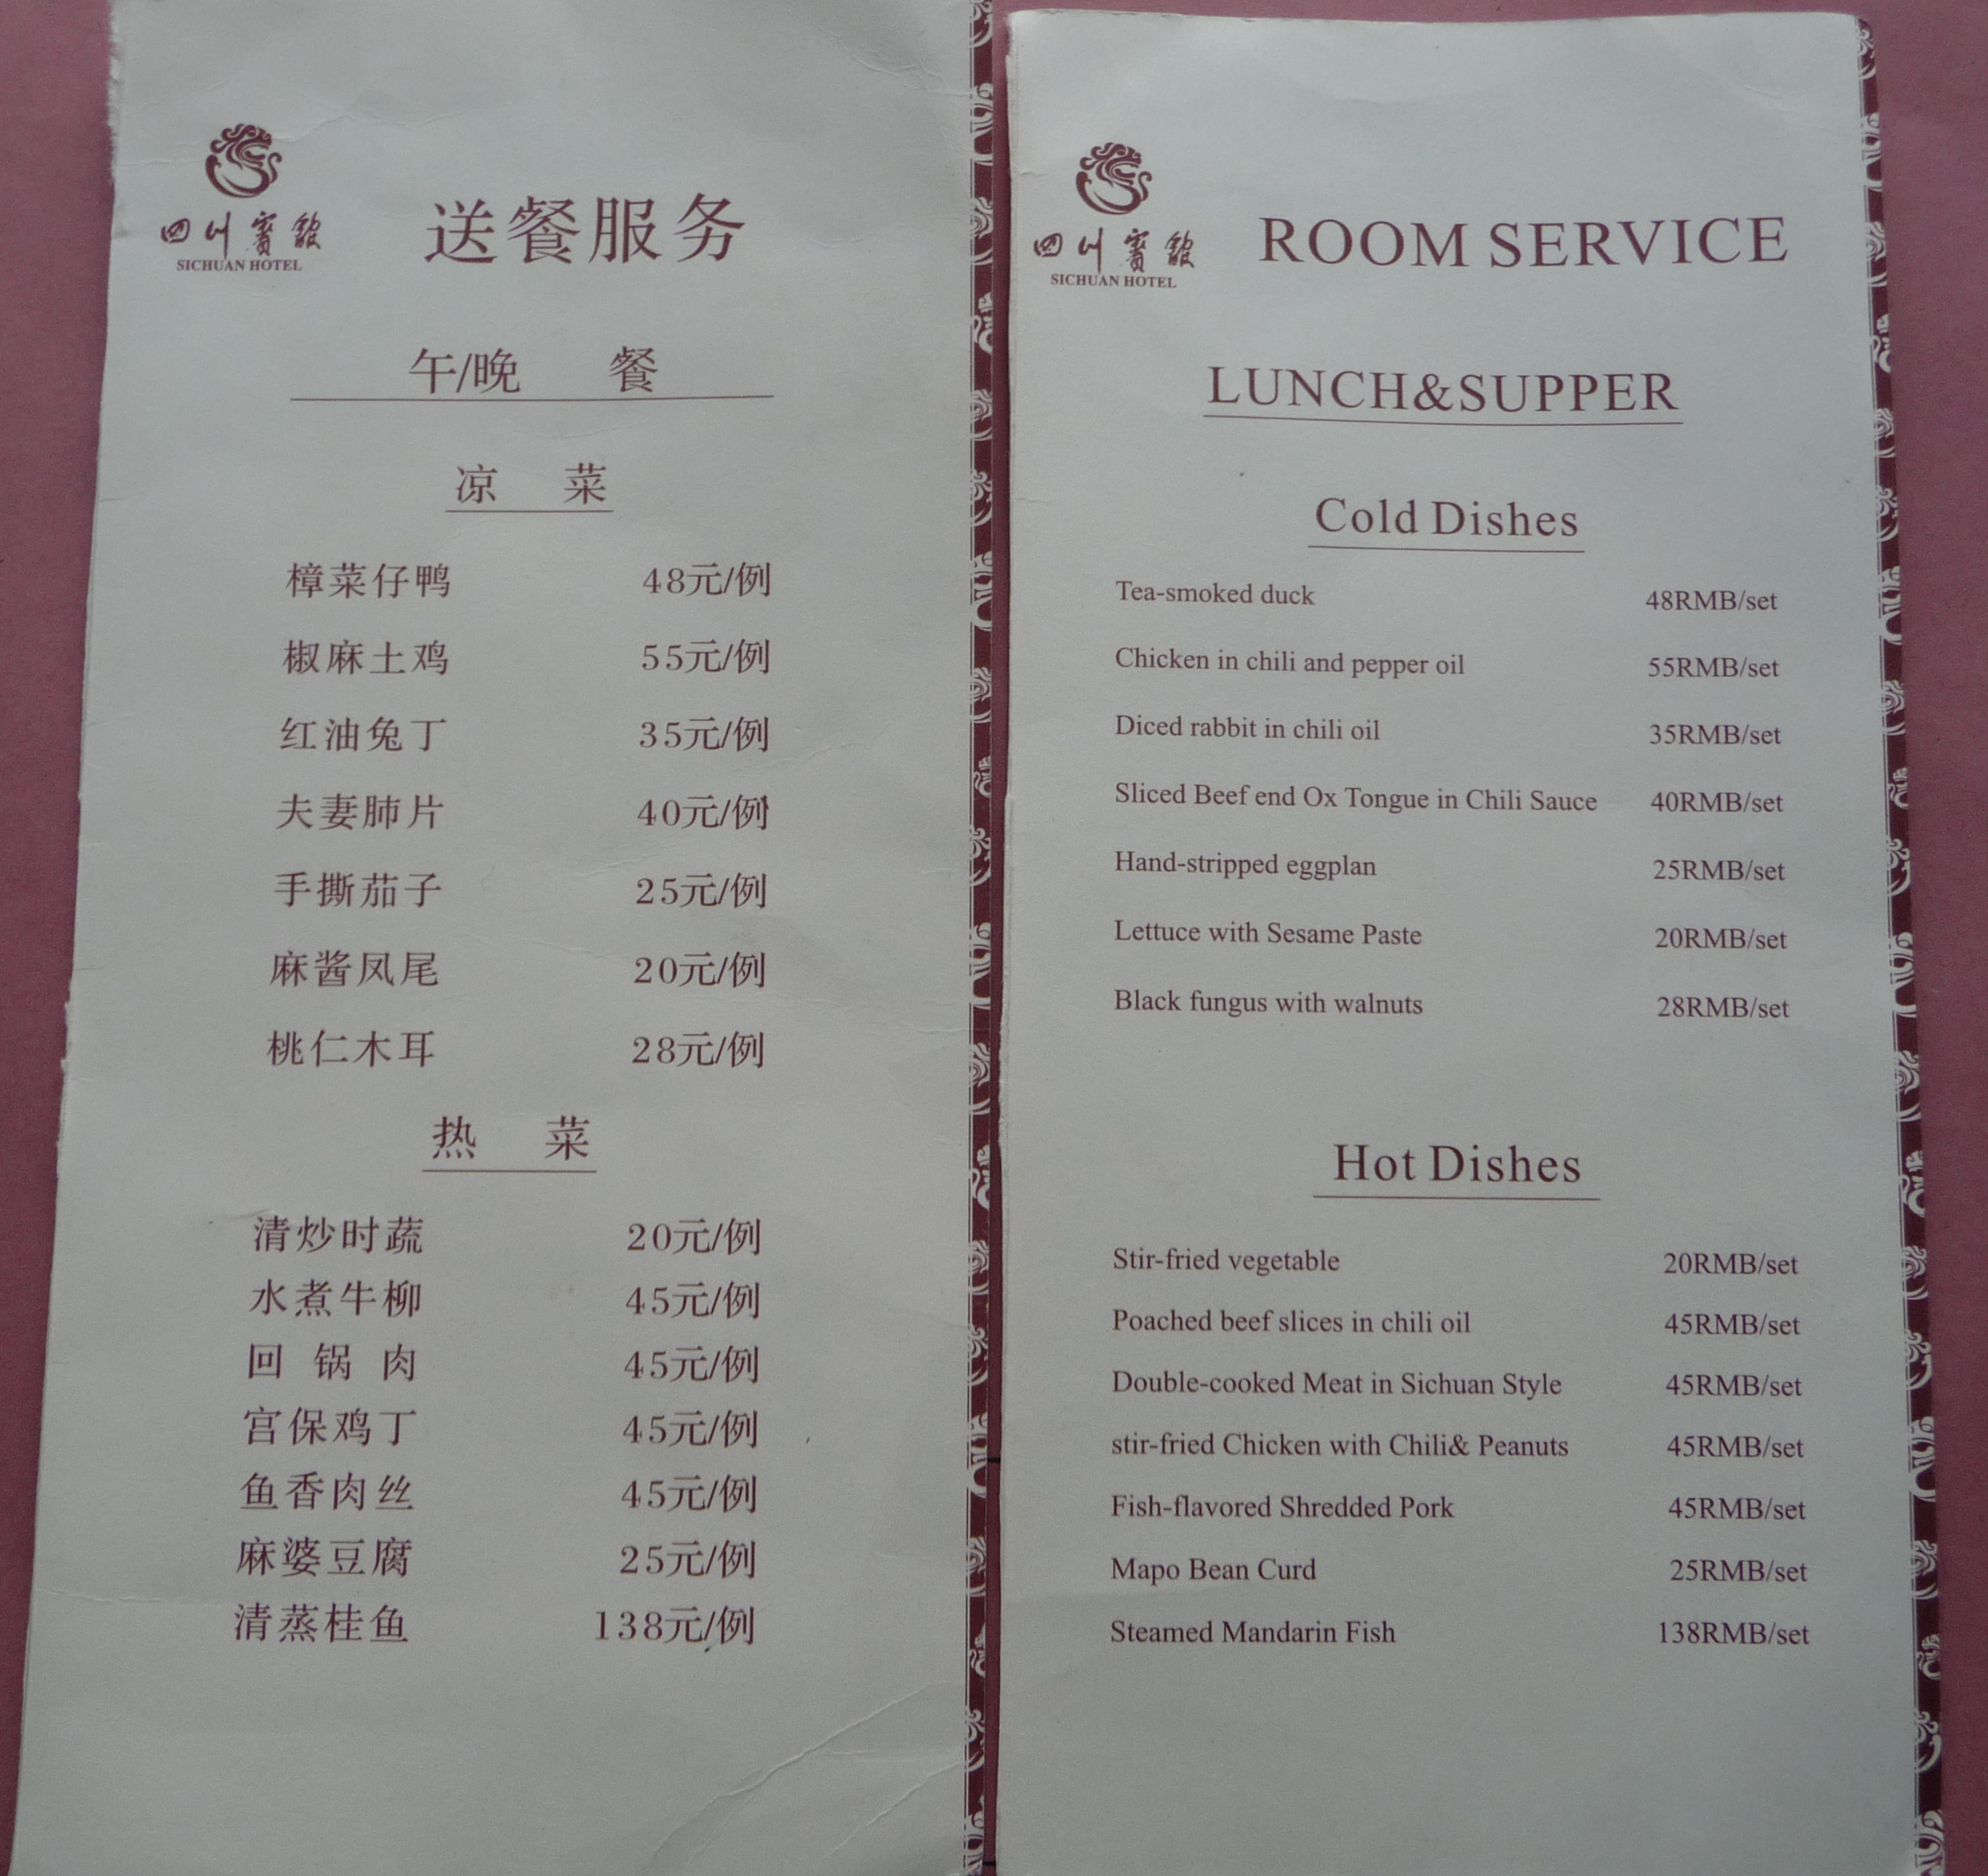 四川賓館
SICHUAN HOTEL
送餐服务
午/晚 餐
凉 菜
樟菜仔鸭 48元/例
椒麻土鸡 55元/例
红油兔丁 35元/例
夫妻肺片 40元/例
手撕茄子 25元/例
麻酱凤尾 20元/例
桃仁木耳 28元/例
热 菜
清炒时蔬 20元/例
水煮牛柳 45元/例
回 锅 肉 45元/例
宫保鸡丁 45元/例
鱼香肉丝 45元/例
麻婆豆腐 25元/例
清蒸桂鱼 138元/例
四川賓館
SICHUAN HOTEL
ROOM SERVICE
LUNCH&SUPPER
Cold Dishes
Tea-smoked duck 48RMB/set
Chicken in chili and pepper oil 55RMB/set
Diced rabbit in chili oil 35RMB/set
Sliced Beef end Ox Tongue in Chili Sauce 40RMB/set
Hand-stripped eggplan 25RMB/set
Lettuce with Sesame Paste 20RMB/set
Black fungus with walnuts 28RMB/set
Hot Dishes
Stir-fried vegetable 20RMB/set
Poached beef slices in chili oil 45RMB/set
Double-cooked Meat in Sichuan Style 45RMB/set
stir-fried Chicken with Chili& Peanuts 45RMB/set
Fish-flavored Shredded Pork 45RMB/set
Mapo Bean Curd 25RMB/set
Steamed Mandarin Fish 138RMB/set